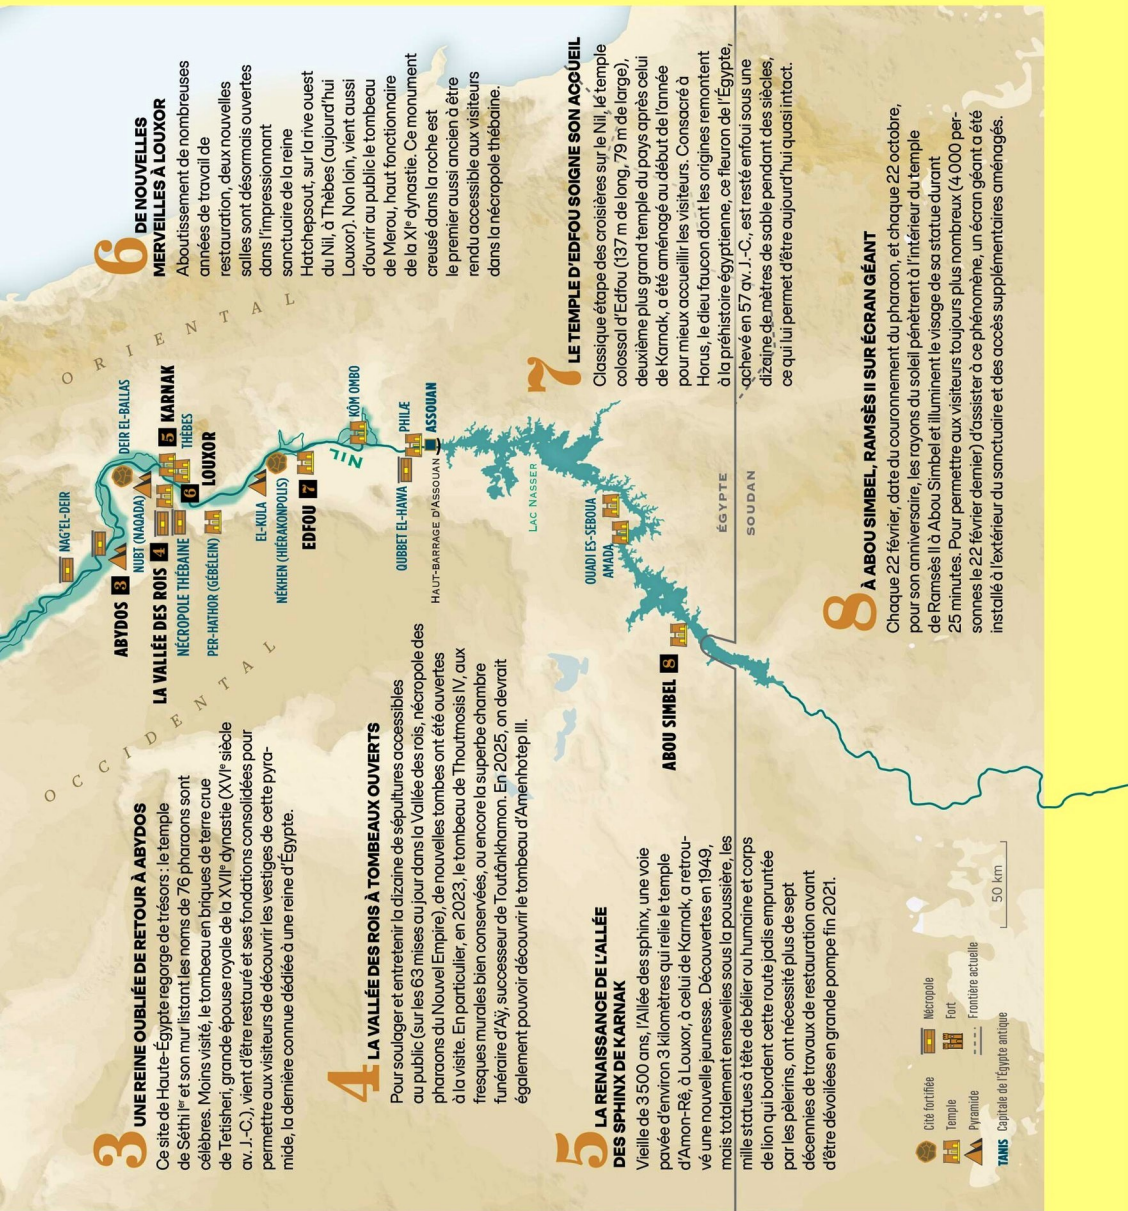 3
UNE REINE OUBLIÉE DE RETOUR À ABYDOS
Ce site de Haute-Égypte regorge de trésors : le temple
de Séthi Ier et son mur listant les noms de 76 pharaons sont
célèbres. Moins visité, le tombeau en briques de terre crue
de Tetisheri, grande épouse royale de la XVIIe dynastie (XVIe siècle
av. J.-C.), vient d'être restauré et ses fondations consolidées pour
permettre aux visiteurs de découvrir les vestiges de cette pyra-
mide, la dernière connue dédiée à une reine d'Égypte.
4
LA VALLÉE DES ROIS À TOMBEAUX OUVERTS
Pour soulager et entretenir la dizaine de sépultures accessibles
au public (sur les 63 mises au jour dans la Vallée des rois, nécropole des
pharaons du Nouvel Empire), de nouvelles tombes ont été ouvertes
à la visite. En particulier, en 2023, le tombeau de Thoutmosis IV, aux
fresques murales bien conservées, ou encore la superbe chambre
funéraire d'Aÿ, successeur de Toutânkhamon. En 2025, on devrait
également pouvoir découvrir le tombeau d'Amenhotep III.
5
LA RENAISSANCE DE L'ALLÉE
DES SPHINX DE KARNAK
Vieille de 3 500 ans, l'Allée des sphinx, une voie
pavée d'environ 3 kilomètres qui relie le temple
d'Amon-Rê, à Louxor, à celui de Karnak, a retrou-
vé une nouvelle jeunesse. Découvertes en 1949,
mais totalement ensevelies sous la poussière, les
mille statues à tête de bélier ou humaine et corps
de lion qui bordent cette route jadis empruntée
par les pèlerins, ont nécessité plus de sept
décennies de travaux de restauration avant
d'être dévoilées en grande pompe fin 2021.
Cité fortifiée
Nécropole
Temple
Fort
Pyramide
Frontière actuelle
TANIS
Capitale de l'Égypte antique
50 km
OCCIDENTAL
ORIENTAL
NAG'EL-DEIR
DEIR EL-BALLAS
ABYDOS 3
NUBT (NAQADA)
5 KARNAK
THÈBES
LA VALLÉE DES ROIS 4
6 LOUXOR
NÉCROPOLE THÉBAINE
PER-HATHOR (GÉBÉLEIN)
EL-KULA
NÉKHEN (HIÉRAKONPOLIS)
EDFOU 7
NIL
KÔM OMBO
QUBBET EL-HAWA
PHILÆ
ASSOUAN
HAUT-BARRAGE D'ASSOUAN
LAC NASSER
OUADI ES-SEBOUA
AMADA
ABOU SIMBEL 8
ÉGYPTE
SOUDAN
6
DE NOUVELLES
MERVEILLES À LOUXOR
Aboutissement de nombreuses
années de travail de
restauration, deux nouvelles
salles sont désormais ouvertes
dans l'impressionnant
sanctuaire de la reine
Hatchepsout, sur la rive ouest
du Nil, à Thèbes (aujourd'hui
Louxor). Non loin, vient aussi
d'ouvrir au public le tombeau
de Merou, haut fonctionnaire
de la XIe dynastie. Ce monument
creusé dans la roche est
le premier aussi ancien à être
rendu accessible aux visiteurs
dans la nécropole thébaine.
7
LE TEMPLE D'EDFOU SOIGNE SON ACCUEIL
Classique étape des croisières sur le Nil, le temple
colossal d'Edfou (137 m de long, 79 m de large),
deuxième plus grand temple du pays après celui
de Karnak, a été aménagé au début de l'année
pour mieux accueillir les visiteurs. Consacré à
Horus, le dieu faucon dont les origines remontent
à la préhistoire égyptienne, ce fleuron de l'Égypte,
achevé en 57 av. J.-C., est resté enfoui sous une
dizaine de mètres de sable pendant des siècles,
ce qui lui permet d'être aujourd'hui quasi intact.
8
À ABOU SIMBEL, RAMSÈS II SUR ÉCRAN GÉANT
Chaque 22 février, date du couronnement du pharaon, et chaque 22 octobre,
pour son anniversaire, les rayons du soleil pénètrent à l'intérieur du temple
de Ramsès II à Abou Simbel et illuminent le visage de sa statue durant
25 minutes. Pour permettre aux visiteurs toujours plus nombreux (4 000 per-
sonnes le 22 février dernier) d'assister à ce phénomène, un écran géant a été
installé à l'extérieur du sanctuaire et des accès supplémentaires aménagés.